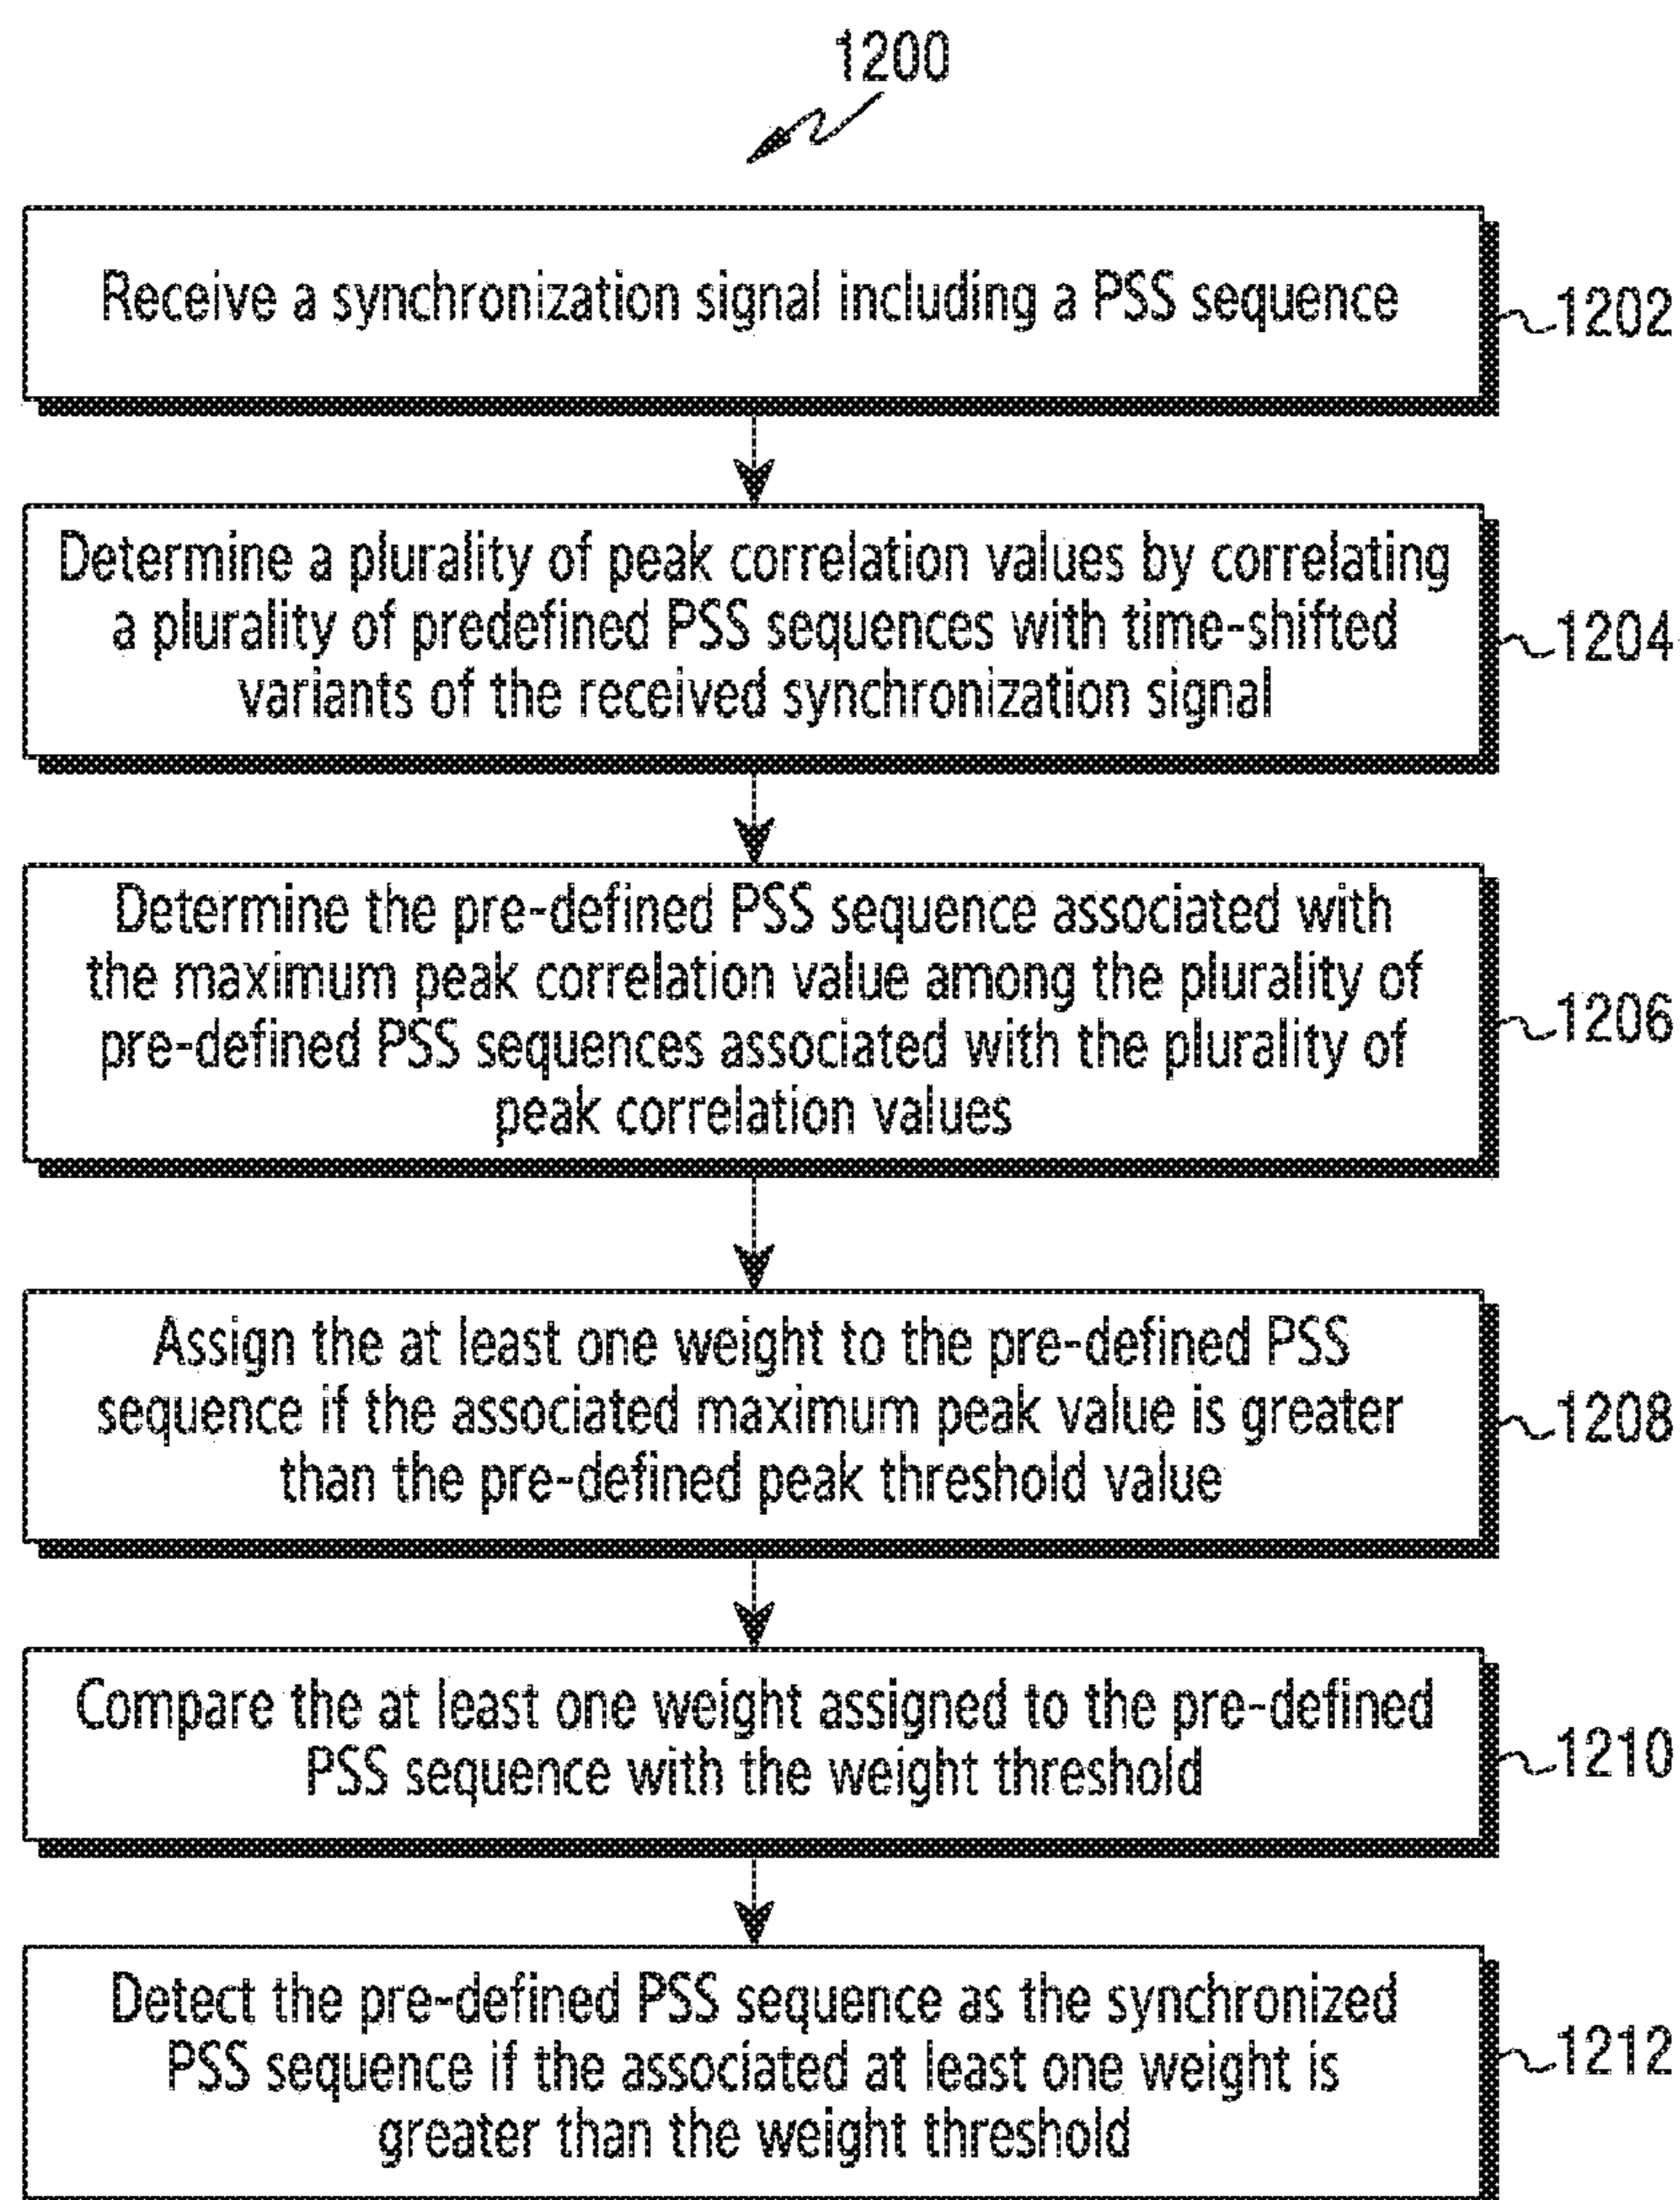 1200
Receive a synchronization signal including a PSS sequence
1202
Determine a plurality of peak correlation values by correlating
a plurality of predefined PSS sequences with time-shifted
variants of the received synchronization signal
1204
Determine the pre-defined PSS sequence associated with
the maximum peak correlation value among the plurality of
pre-defined PSS sequences associated with the plurality of
peak correlation values
1206
Assign the at least one weight to the pre-defined PSS
sequence if the associated maximum peak value is greater
than the pre-defined peak threshold value
1208
Compare the at least one weight assigned to the pre-defined
PSS sequence with the weight threshold
1210
Detect the pre-defined PSS sequence as the synchronized
PSS sequence if the associated at least one weight is
greater than the weight threshold
1212